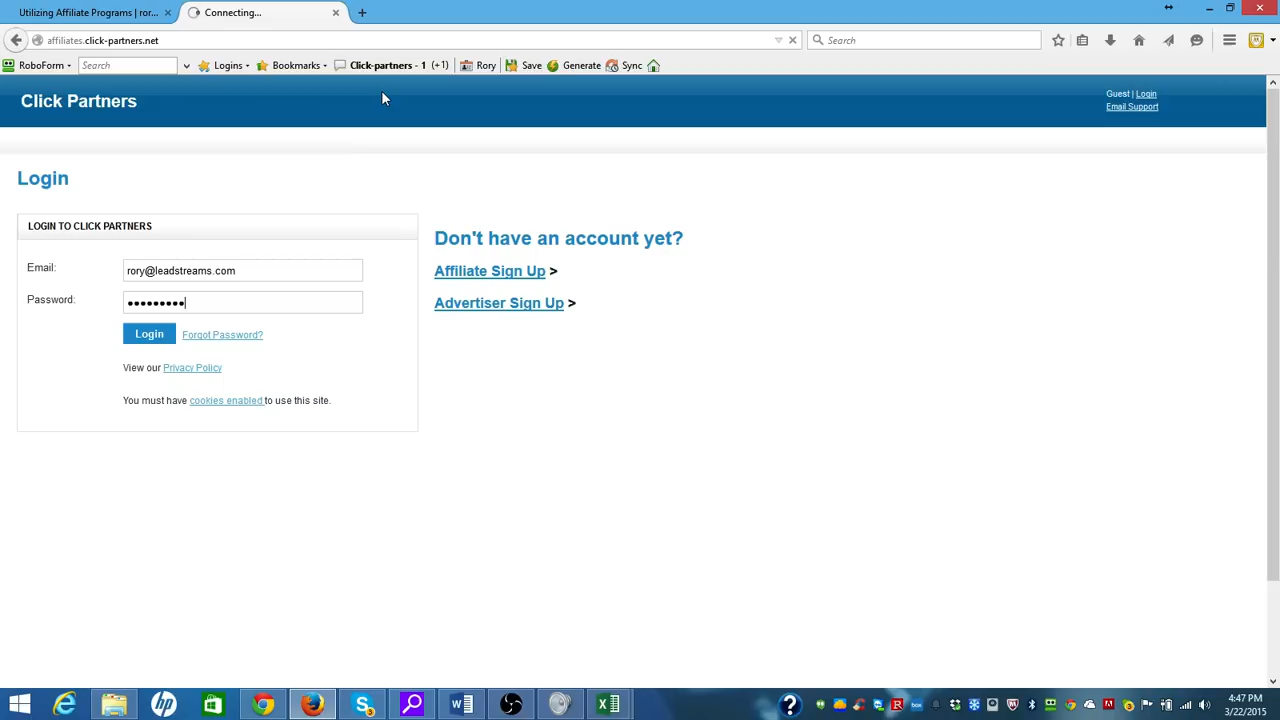 Utilizing Affiliate Programs | ror...
Connecting...
affiliates.click-partners.net
Search
RoboForm
Search
Logins
Bookmarks
Click-partners - 1 (+1)
Rory
Save
Generate
Sync
Click Partners
Guest | Login
Email Support
Login
LOGIN TO CLICK PARTNERS
Don't have an account yet?
Email:
rory@leadstreams.com
Affiliate Sign Up >
Password:
Advertiser Sign Up >
Login
Forgot Password?
View our Privacy Policy
You must have cookies enabled to use this site.
4:47 PM
3/22/2015